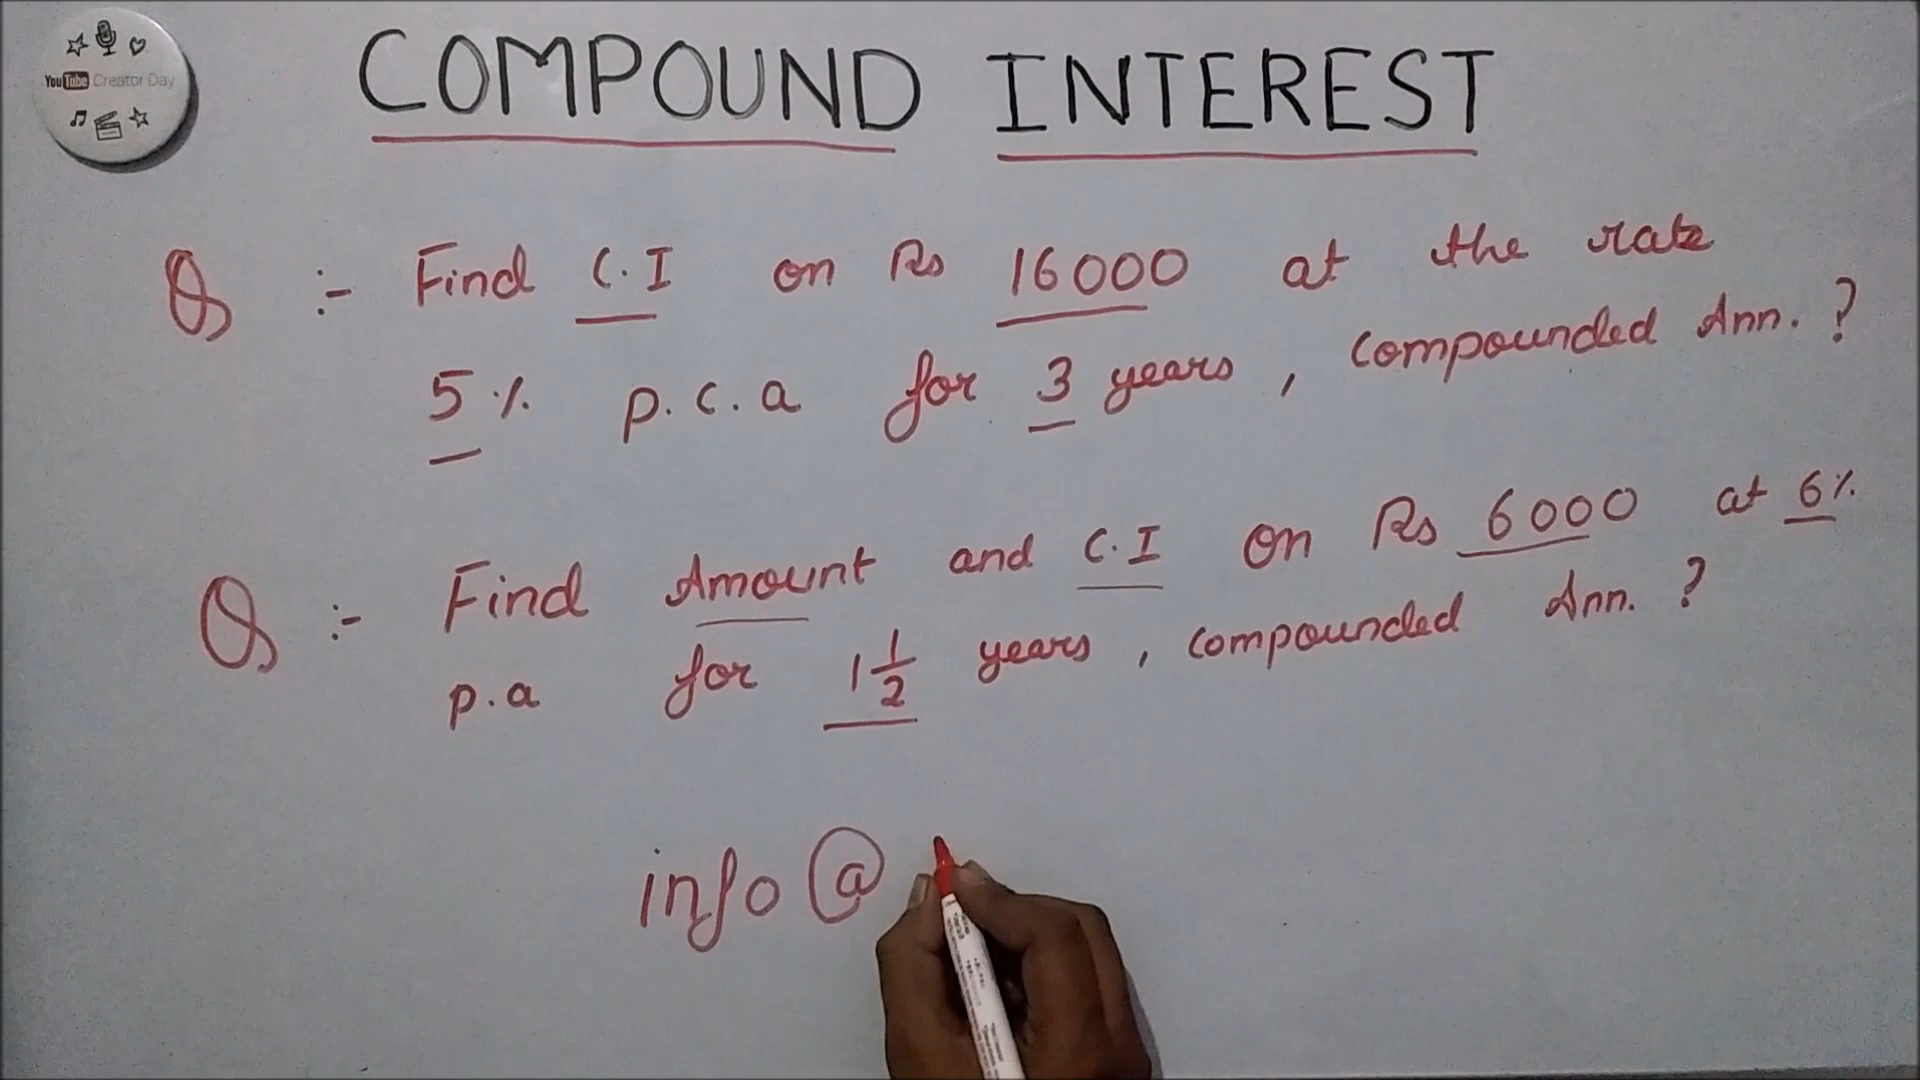 YouTube Creator Day
COMPOUND INTEREST
Q :- Find C.I on Rs 16000 at the rate
5% p.c.a for 3 years, compounded Ann. ?
Q :- Find Amount and C.I on Rs 6000 at 6%
p.a for 1 1/2 years, compounded Ann. ?
info @